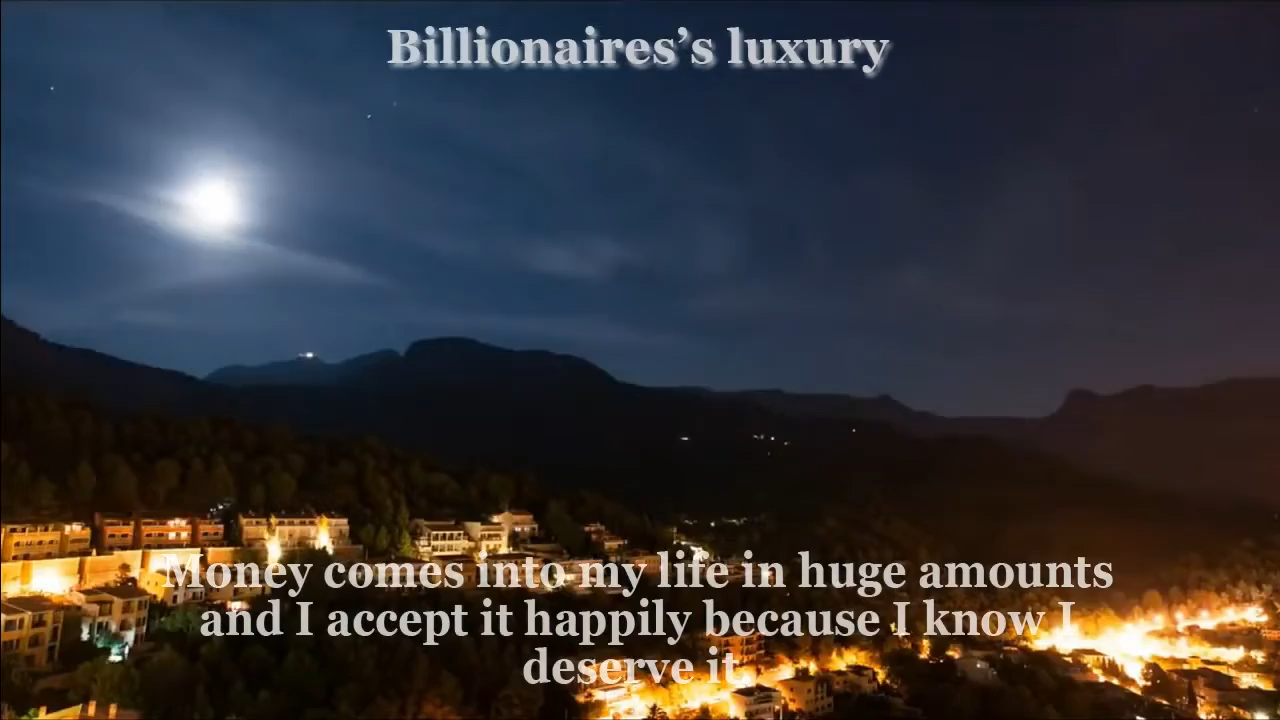 Billionaires’s luxury
Money comes into my life in huge amounts
and I accept it happily because I know I
deserve it.